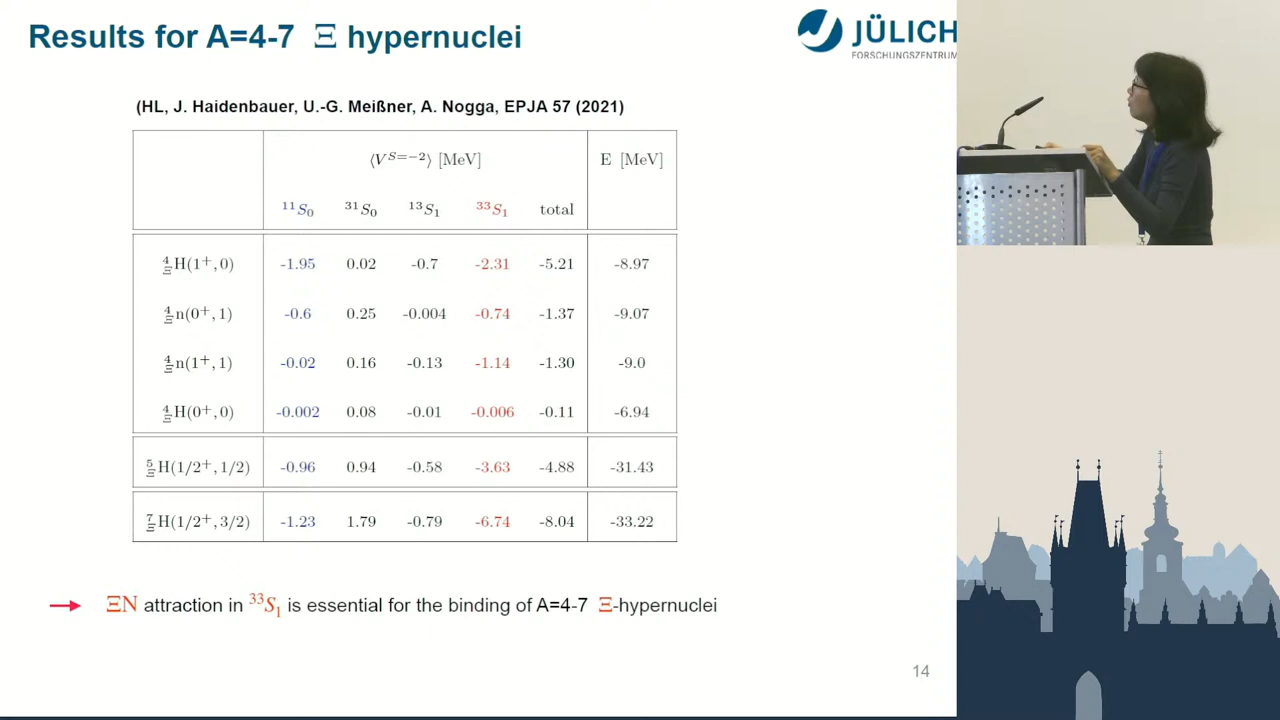 Results for A=4-7 Ξ hypernuclei
JÜLICH
FORSCHUNGSZENTRUM
(HL, J. Haidenbauer, U.-G. Meißner, A. Nogga, EPJA 57 (2021)
⟨V^{S=−2}⟩ [MeV] E [MeV]
^{11}S_0 ^{31}S_0 ^{13}S_1 ^{33}S_1 total
^4_ΞH(1^+, 0) -1.95 0.02 -0.7 -2.31 -5.21 -8.97
^4_Ξn(0^+, 1) -0.6 0.25 -0.004 -0.74 -1.37 -9.07
^4_Ξn(1^+, 1) -0.02 0.16 -0.13 -1.14 -1.30 -9.0
^4_ΞH(0^+, 0) -0.002 0.08 -0.01 -0.006 -0.11 -6.94
^5_ΞH(1/2^+, 1/2) -0.96 0.94 -0.58 -3.63 -4.88 -31.43
^7_ΞH(1/2^+, 3/2) -1.23 1.79 -0.79 -6.74 -8.04 -33.22
→ ΞN attraction in ^{33}S_1 is essential for the binding of A=4-7 Ξ-hypernuclei
14